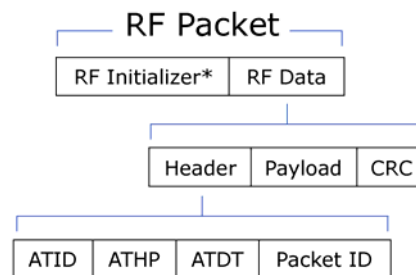 RF Packet
RF Initializer* RF Data
Header Payload CRC
ATID ATHP ATDT Packet ID